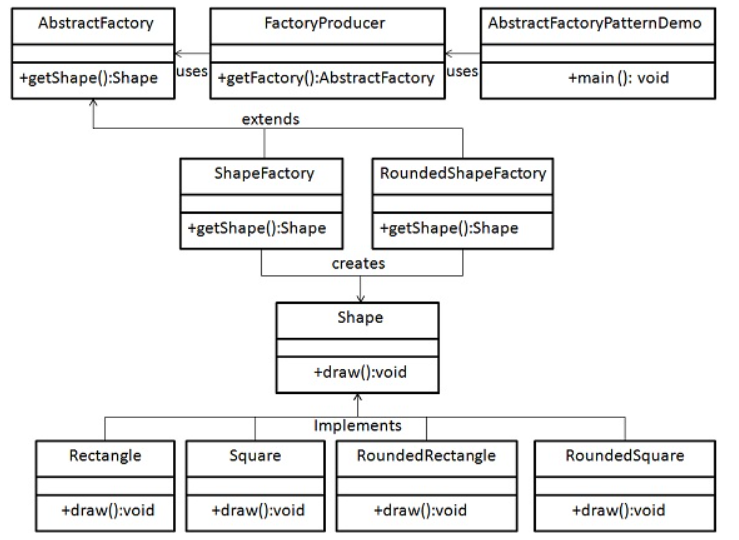 AbstractFactory
+getShape():Shape
uses
FactoryProducer
+getFactory():AbstractFactory
uses
AbstractFactoryPatternDemo
+main (): void
extends
ShapeFactory
+getShape():Shape
RoundedShapeFactory
+getShape():Shape
creates
Shape
+draw():void
Implements
Rectangle
+draw():void
Square
+draw():void
RoundedRectangle
+draw():void
RoundedSquare
+draw():void